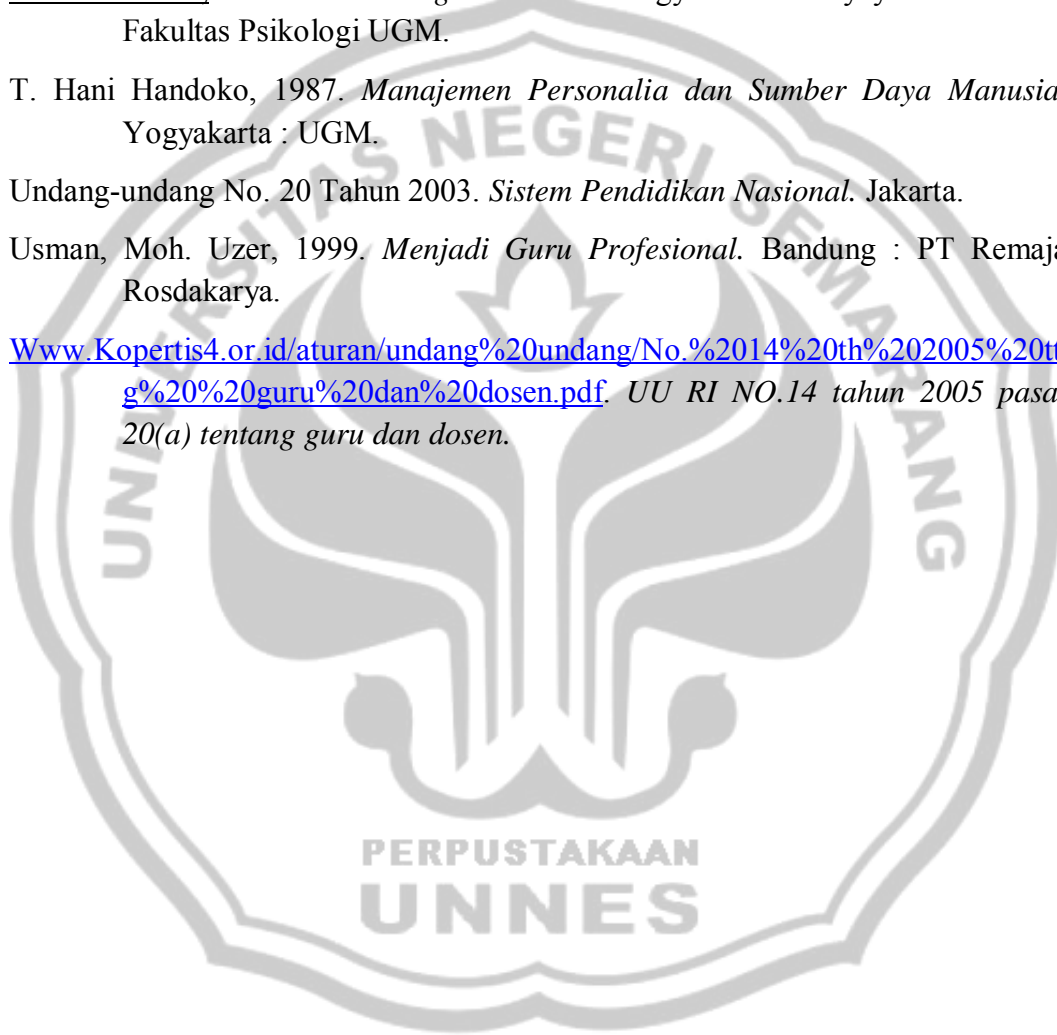 Fakultas Psikologi UGM.
T. Hani Handoko, 1987. Manajemen Personalia dan Sumber Daya Manusia
Yogyakarta : UGM.
Undang-undang No. 20 Tahun 2003. Sistem Pendidikan Nasional. Jakarta.
Usman, Moh. Uzer, 1999. Menjadi Guru Profesional. Bandung : PT Remaja
Rosdakarya.
Www.Kopertis4.or.id/aturan/undang%20undang/No.%2014%20th%202005%20tt
g%20%20guru%20dan%20dosen.pdf. UU RI NO.14 tahun 2005 pasa
20(a) tentang guru dan dosen.
UNIVERSITAS NEGERI SEMARANG
PERPUSTAKAAN
UNNES